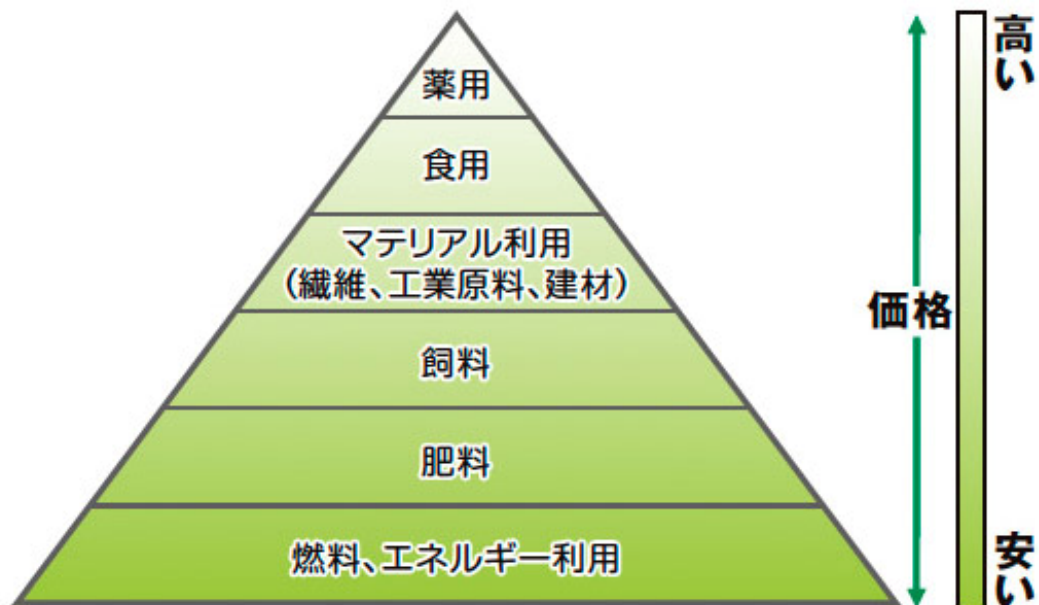 薬用
食用
マテリアル利用
(繊維、工業原料、建材)
飼料
肥料
燃料、エネルギー利用
高い
価格
安い